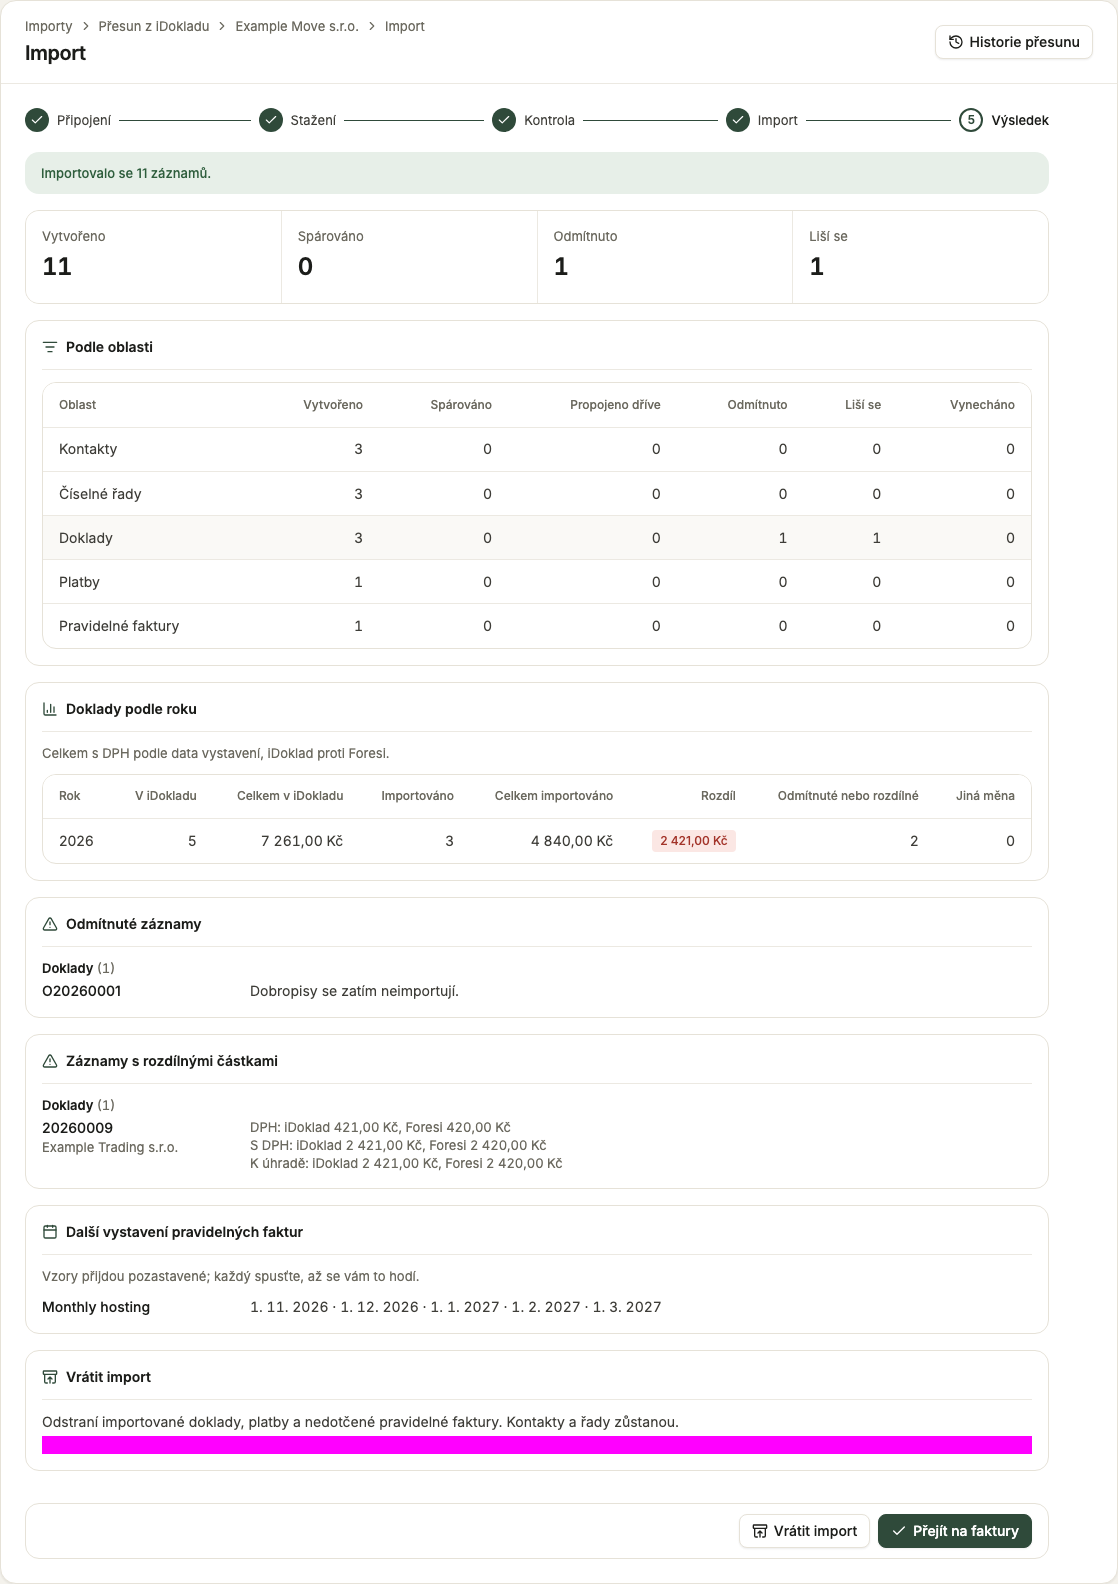 Importy > Přesun z iDokladu > Example Move s.r.o. > Import
Import
Historie přesunu
Připojení
Stažení
Kontrola
Import
5 Výsledek
Importovalo se 11 záznamů.
Vytvořeno
11
Spárováno
0
Odmítnuto
1
Liší se
1
Podle oblasti
Oblast Vytvořeno Spárováno Propojeno dříve Odmítnuto Liší se Vynecháno
Kontakty 3 0 0 0 0 0
Číselné řady 3 0 0 0 0 0
Doklady 3 0 0 1 1 0
Platby 1 0 0 0 0 0
Pravidelné faktury 1 0 0 0 0 0
Doklady podle roku
Celkem s DPH podle data vystavení, iDoklad proti Foresi.
Rok V iDokladu Celkem v iDokladu Importováno Celkem importováno Rozdíl Odmítnuté nebo rozdílné Jiná měna
2026 5 7 261,00 Kč 3 4 840,00 Kč 2 421,00 Kč 2 0
Odmítnuté záznamy
Doklady (1)
O20260001 Dobropisy se zatím neimportují.
Záznamy s rozdílnými částkami
Doklady (1)
20260009
Example Trading s.r.o.
DPH: iDoklad 421,00 Kč, Foresi 420,00 Kč
S DPH: iDoklad 2 421,00 Kč, Foresi 2 420,00 Kč
K úhradě: iDoklad 2 421,00 Kč, Foresi 2 420,00 Kč
Další vystavení pravidelných faktur
Vzory přijdou pozastavené; každý spusťte, až se vám to hodí.
Monthly hosting 1. 11. 2026 · 1. 12. 2026 · 1. 1. 2027 · 1. 2. 2027 · 1. 3. 2027
Vrátit import
Odstraní importované doklady, platby a nedotčené pravidelné faktury. Kontakty a řady zůstanou.
Vrátit import
Přejít na faktury